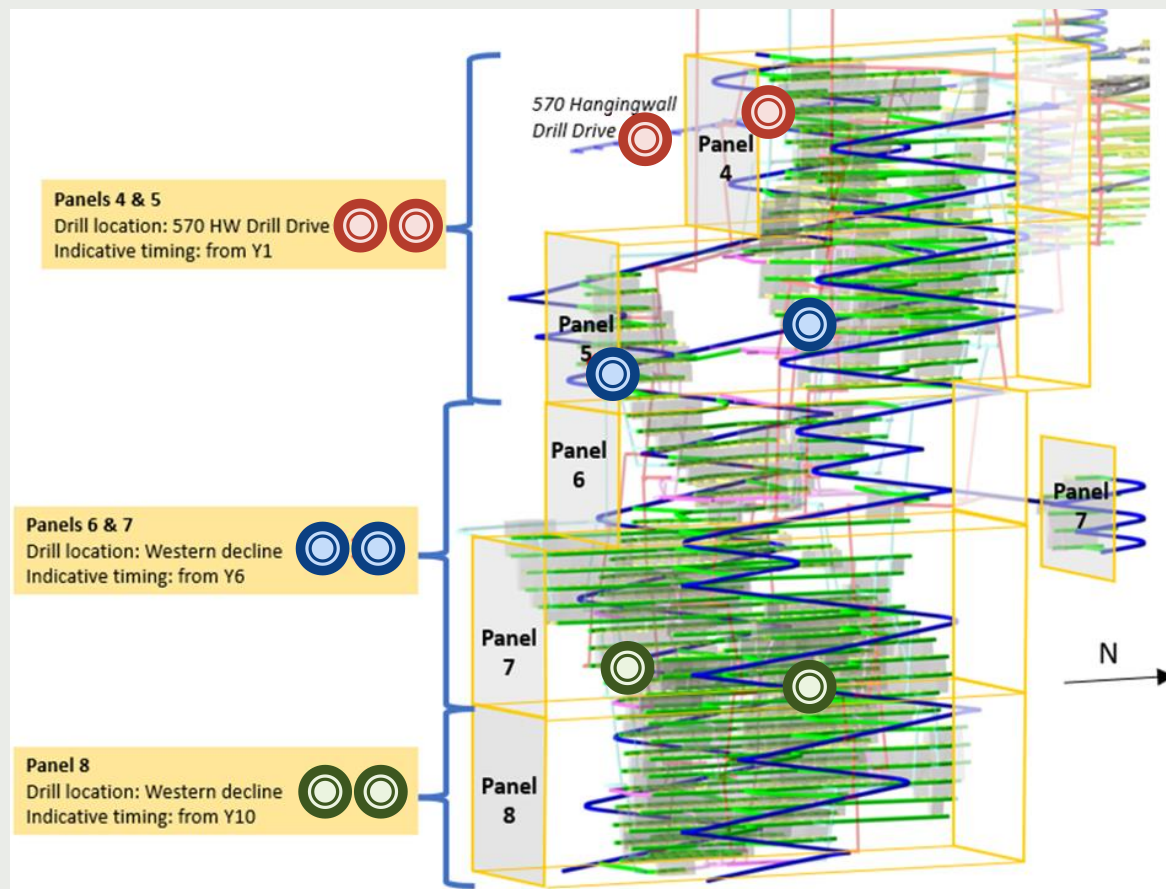 570 Hangingwall
Drill Drive
Panel
4
Panels 4 & 5
Drill location: 570 HW Drill Drive
Indicative timing: from Y1
Panel
5
Panel
6
Panel
7
Panels 6 & 7
Drill location: Western decline
Indicative timing: from Y6
Panel
7
N
Panel 8
Drill location: Western decline
Indicative timing: from Y10
Panel
8